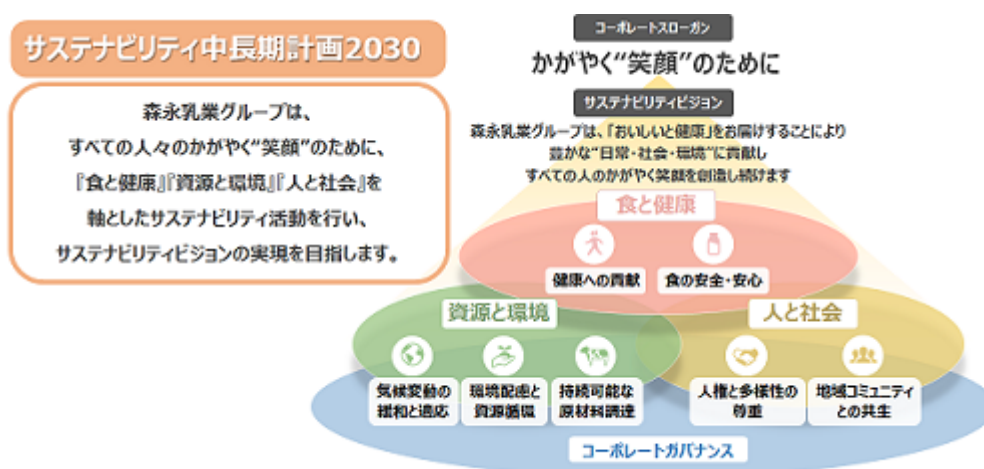 サステナビリティ中長期計画2030
森永乳業グループは、
すべての人々のかがやく“笑顔”のために、
『食と健康』『資源と環境』『人と社会』を
軸としたサステナビリティ活動を行い、
サステナビリティビジョンの実現を目指します。
コーポレートスローガン
かがやく“笑顔”のために
サステナビリティビジョン
森永乳業グループは、「おいしいと健康」をお届けすることにより
豊かな“日常・社会・環境”に貢献し
すべての人のかがやく笑顔を創造し続けます
食と健康
健康への貢献
食の安全・安心
資源と環境
気候変動の
緩和と適応
環境配慮と
資源循環
持続可能な
原材料調達
人と社会
人権と多様性の
尊重
地域コミュニティ
との共生
コーポレートガバナンス